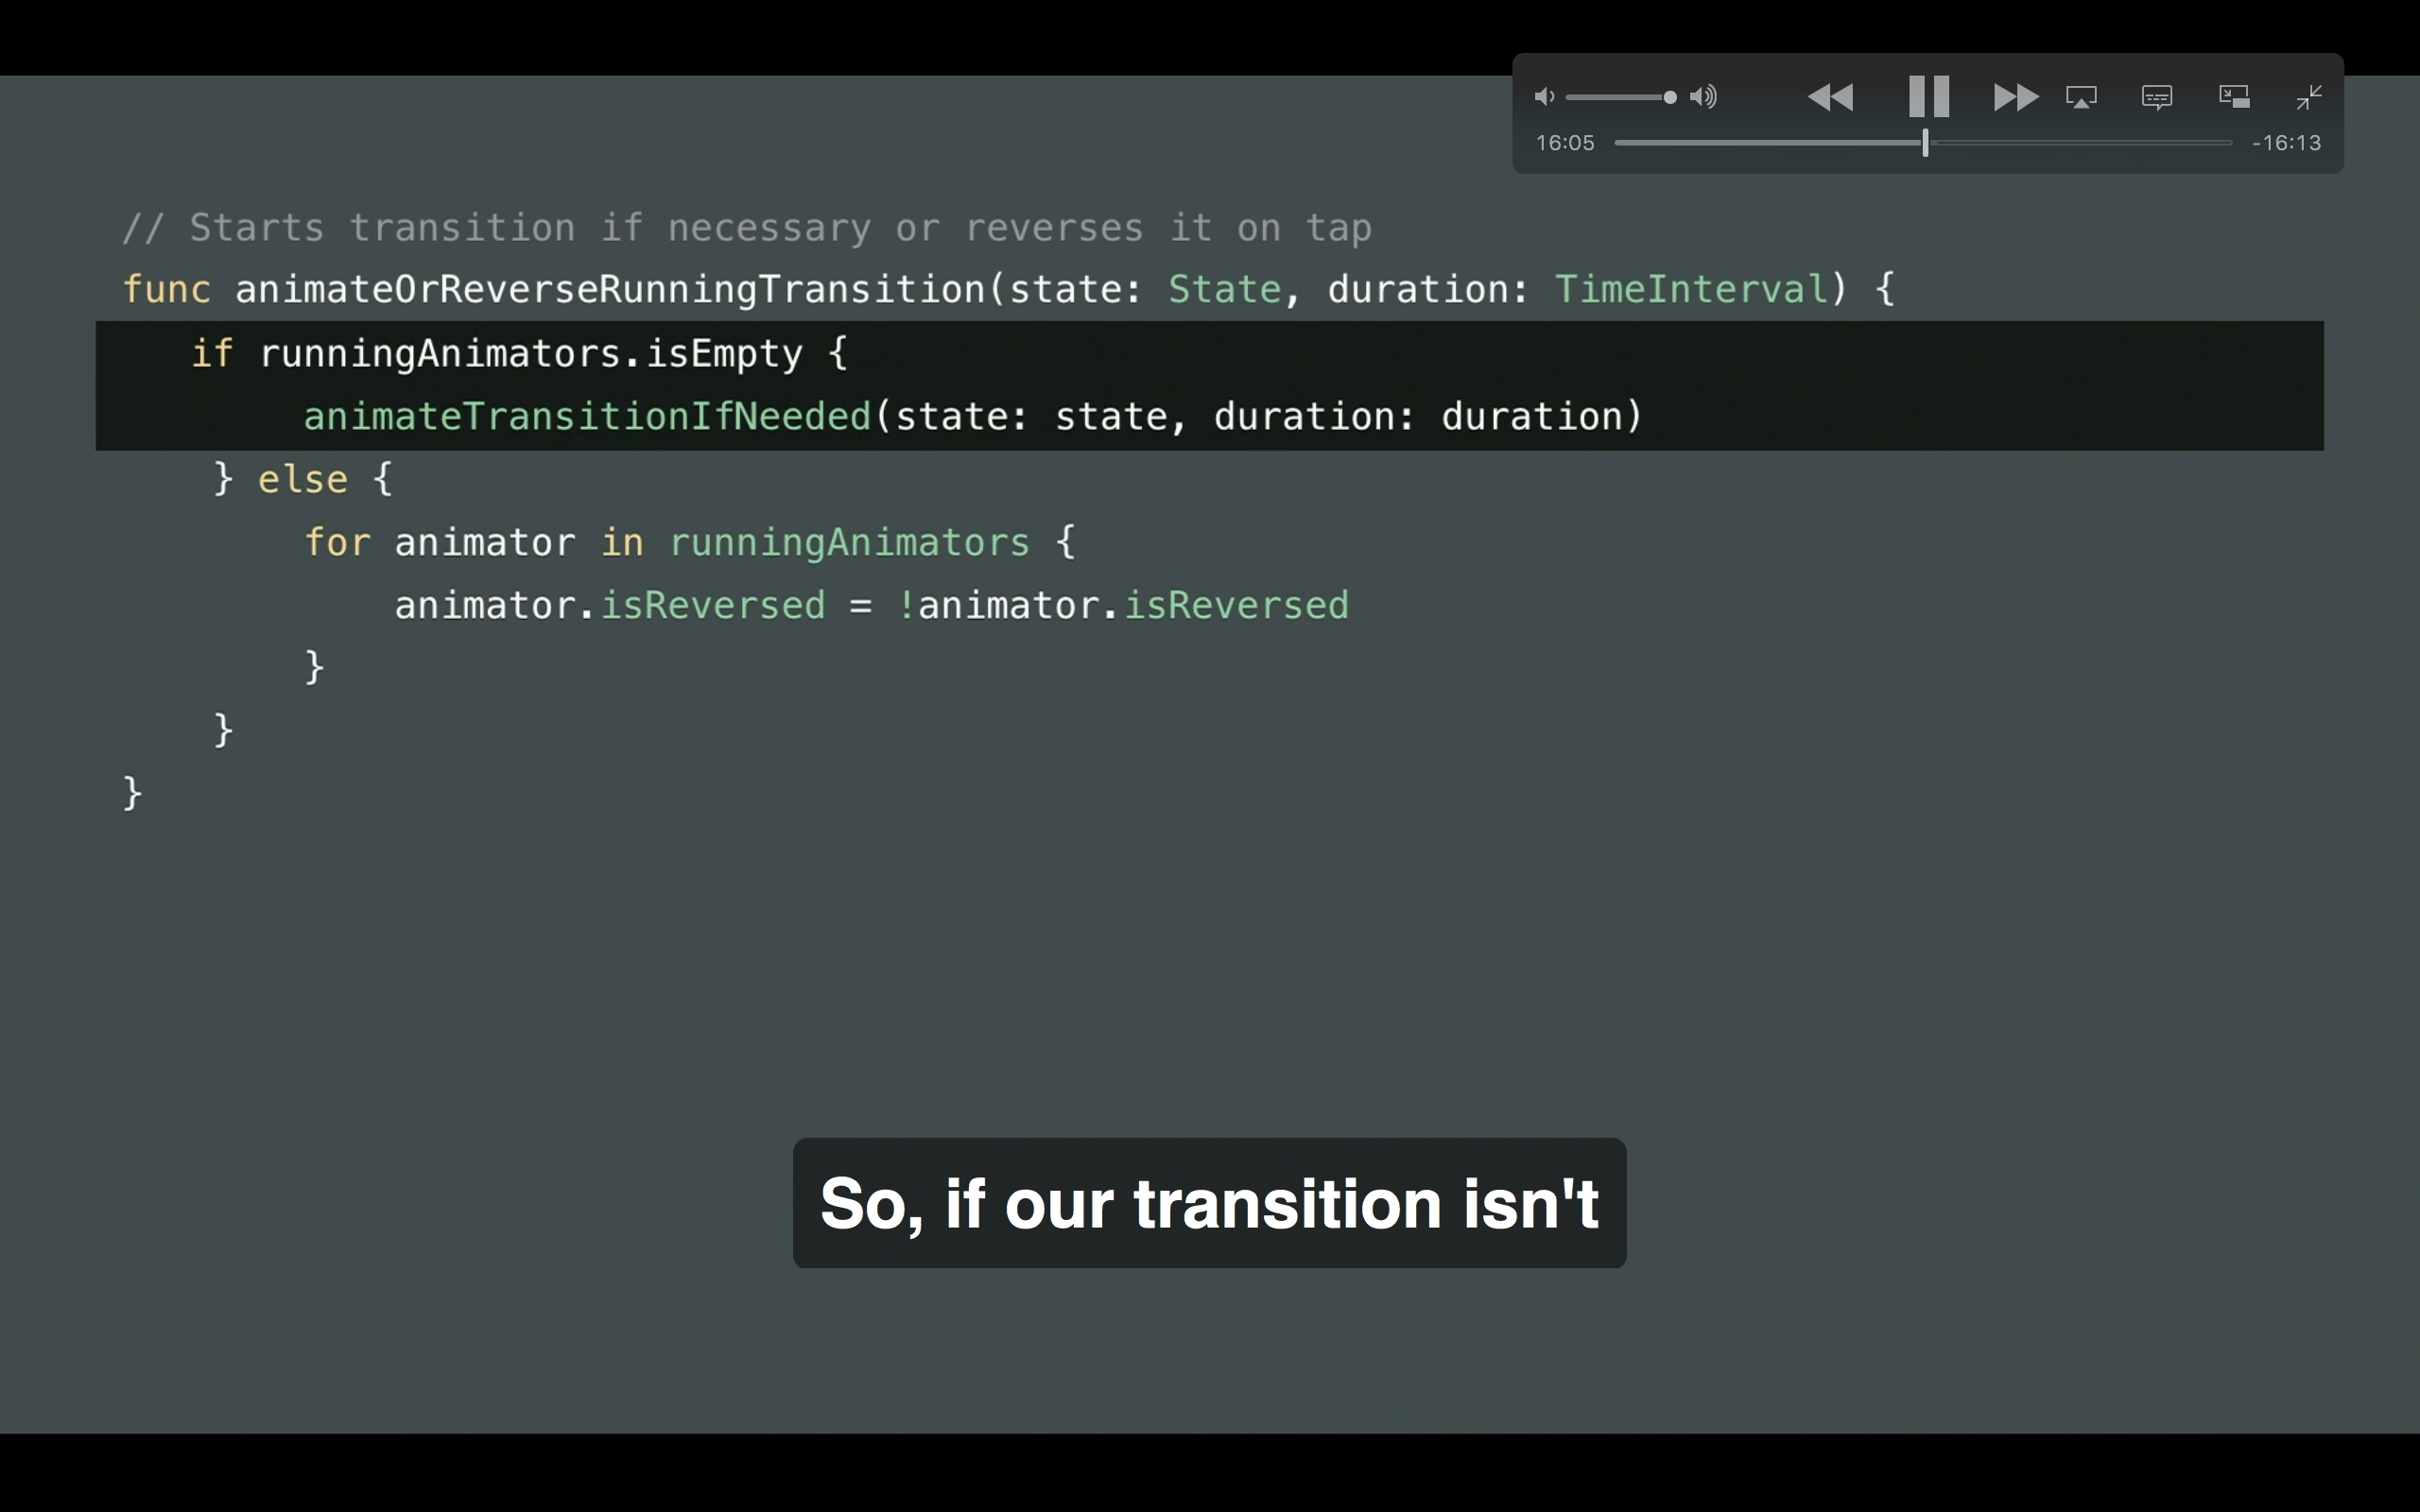 16:05 -16:13
// Starts transition if necessary or reverses it on tap
func animateOrReverseRunningTransition(state: State, duration: TimeInterval) {
if runningAnimators.isEmpty {
animateTransitionIfNeeded(state: state, duration: duration)
} else {
for animator in runningAnimators {
animator.isReversed = !animator.isReversed
}
}
}
So, if our transition isn't